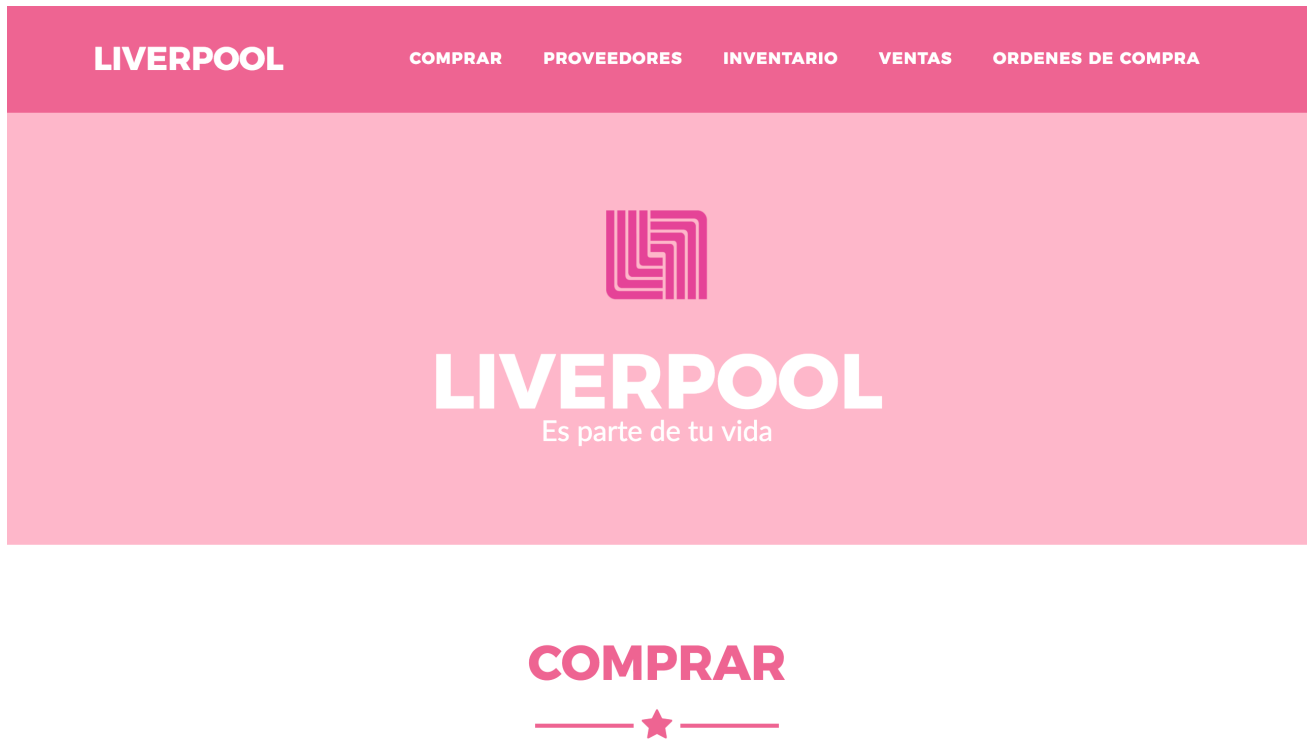 LIVERPOOL COMPRAR PROVEEDORES INVENTARIO VENTAS ORDENES DE COMPRA
LIVERPOOL
Es parte de tu vida
COMPRAR